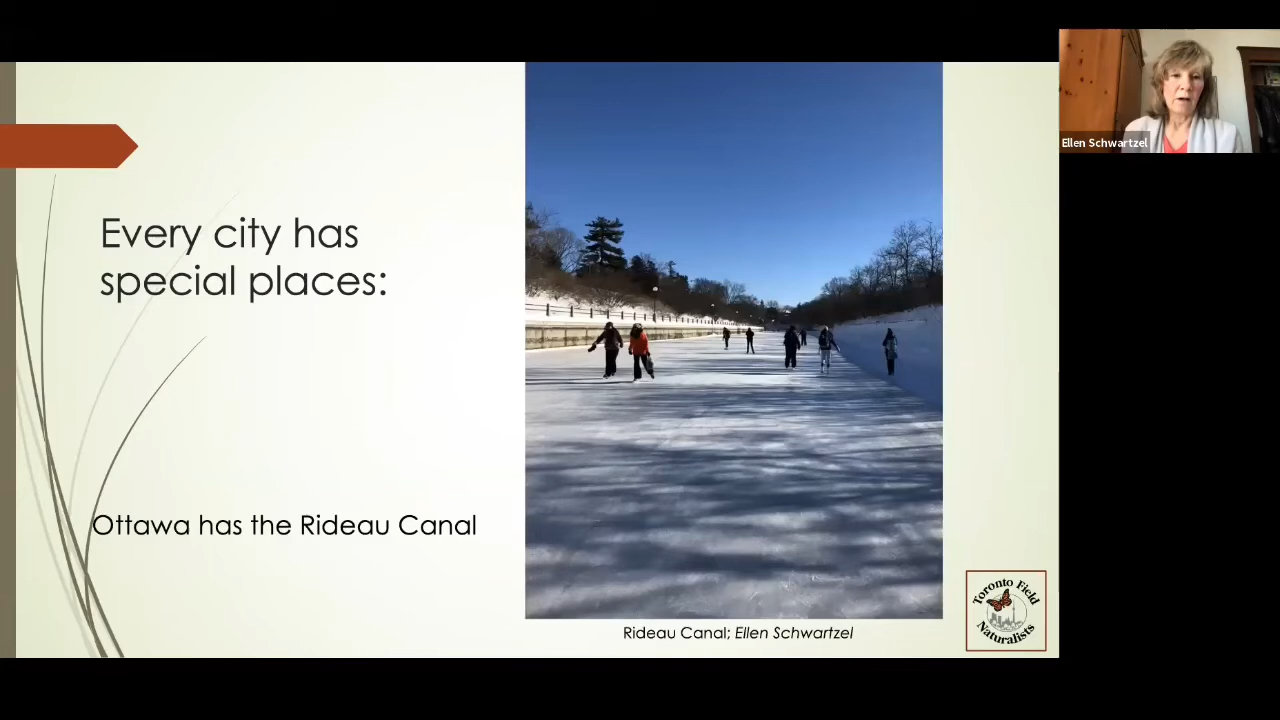 Every city has
special places:
Ottawa has the Rideau Canal
Rideau Canal; Ellen Schwartzel
Toronto Field
Naturalists
Ellen Schwartzel